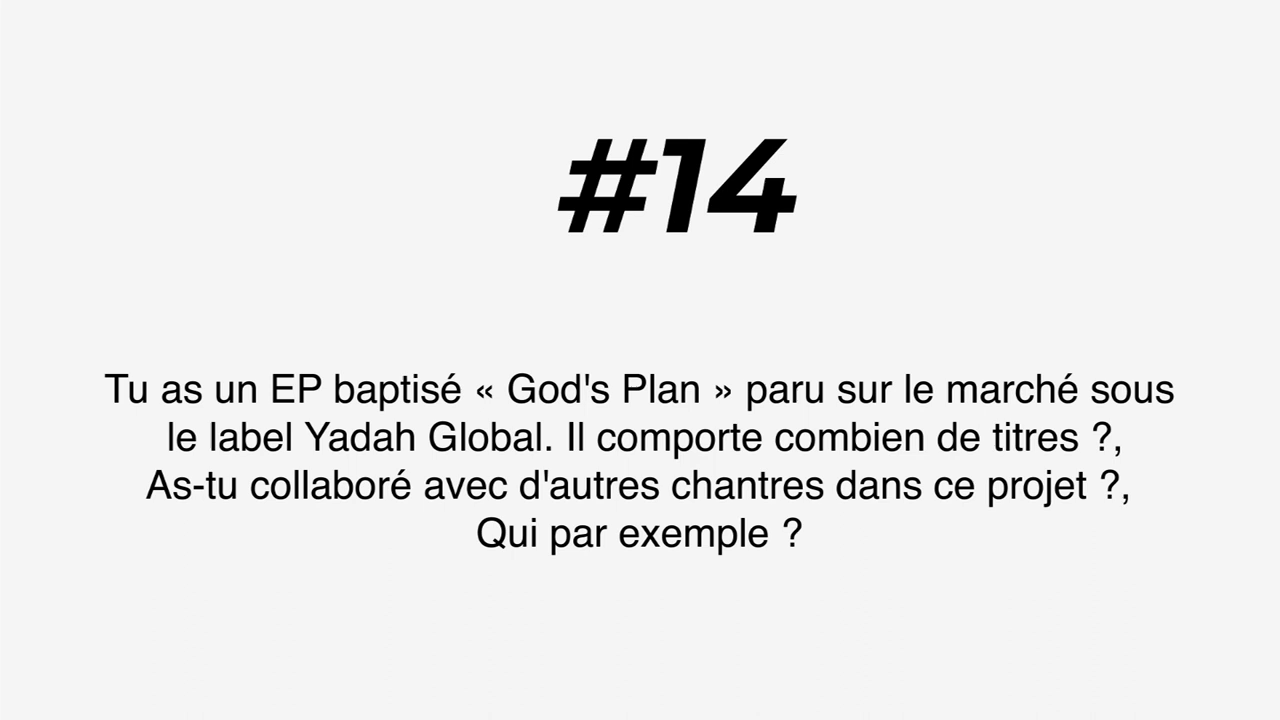 #14
Tu as un EP baptisé « God's Plan » paru sur le marché sous
le label Yadah Global. Il comporte combien de titres ?,
As-tu collaboré avec d'autres chantres dans ce projet ?,
Qui par exemple ?